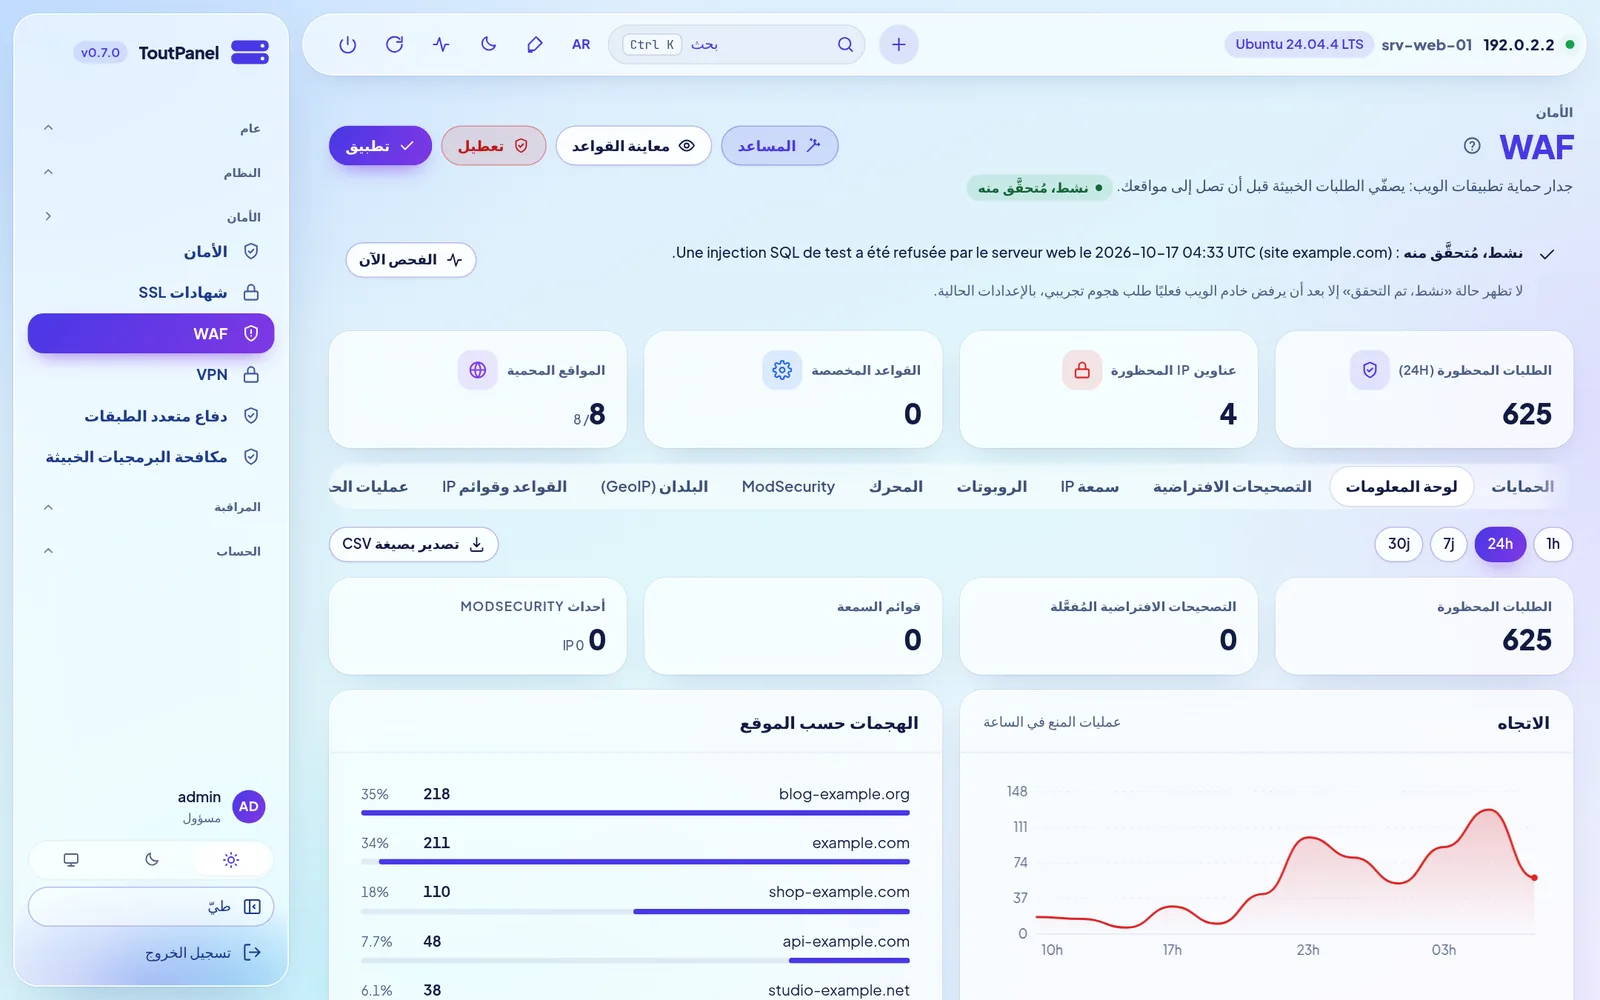 192.0.2.2 srv-web-01 Ubuntu 24.04.4 LTS
بحث Ctrl K
AR
ToutPanel v0.7.0
عام
النظام
الأمان
الأمان
شهادات SSL
WAF
VPN
دفاع متعدد الطبقات
مكافحة البرمجيات الخبيثة
المراقبة
الحساب
AD admin
مسؤول
طيّ
تسجيل الخروج
الأمان
WAF
المساعد
معاينة القواعد
تعطيل
تطبيق
جدار حماية تطبيقات الويب: يصفّي الطلبات الخبيثة قبل أن تصل إلى مواقعك. نشط، مُتحقَّق منه
نشط، مُتحقَّق منه : Une injection SQL de test a été refusée par le serveur web le 2026-10-17 04:33 UTC (site example.com).
الفحص الآن
لا تظهر حالة «نشط، تم التحقق» إلا بعد أن يرفض خادم الويب فعليًا طلب هجوم تجريبي، بالإعدادات الحالية.
الطلبات المحظورة (24H)
625
عناوين IP المحظورة
4
القواعد المخصصة
0
المواقع المحمية
8/ 8
الحمايات
لوحة المعلومات
التصحيحات الافتراضية
سمعة IP
الروبوتات
المحرك
ModSecurity
البلدان (GeoIP)
القواعد وقوائم IP
1h
24h
7j
30j
تصدير بصيغة CSV
الطلبات المحظورة
625
التصحيحات الافتراضية المُفعَّلة
0
قوائم السمعة
0
أحداث MODSECURITY
0 IP 0
الاتجاه
عمليات المنع في الساعة
148
111
74
37
0
10h 17h 23h 03h
الهجمات حسب الموقع
blog-example.org 218 35%
example.com 211 34%
shop-example.com 110 18%
api-example.com 48 7.7%
studio-example.net 38 6.1%